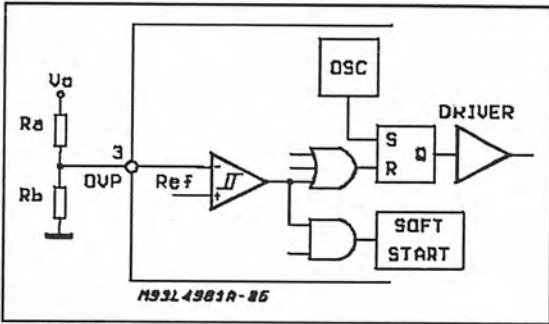 OSC
Vo
DRIVER
Ra
S
Q
3
R
OVP
Ref
-
+
Rb
SOFT
START
M93L4981A-86